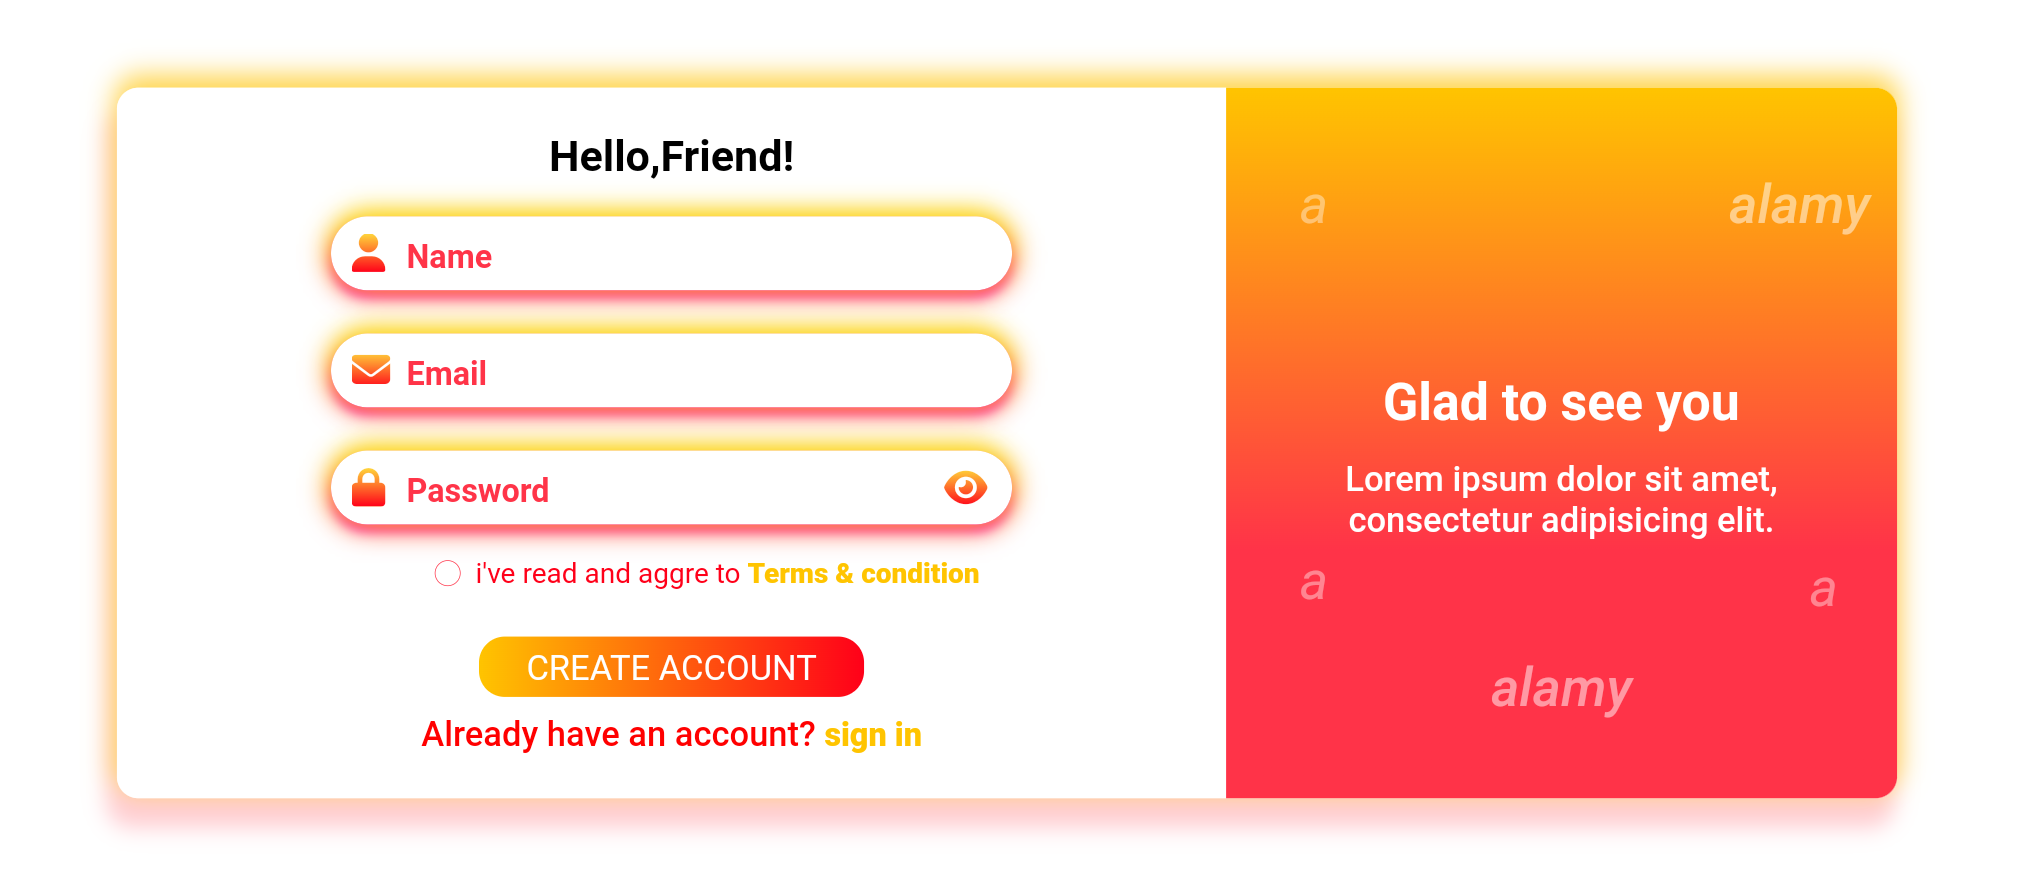 Hello,Friend!
Name
Email
Password
i've read and aggre to Terms & condition
CREATE ACCOUNT
Already have an account? sign in
a
alamy
Glad to see you
Lorem ipsum dolor sit amet,
consectetur adipisicing elit.
a
a
alamy